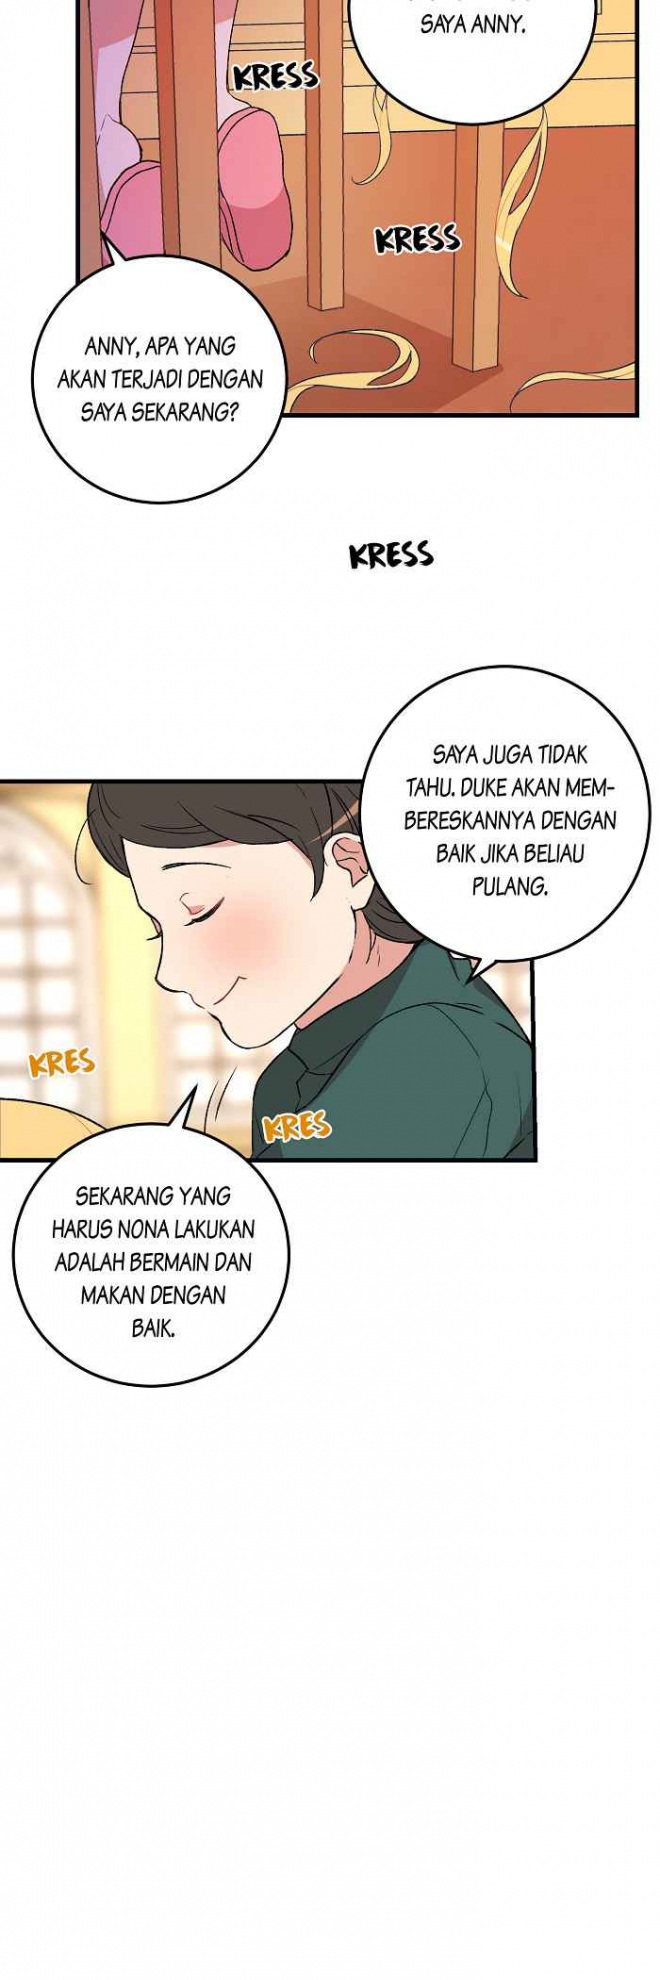 SAYA ANNY.
KRESS
KRESS
ANNY, APA YANG
AKAN TERJADI DENGAN
SAYA SEKARANG?
KRESS
SAYA JUGA TIDAK
TAHU. DUKE AKAN MEM-
BERESKANNYA DENGAN
BAIK JIKA BELIAU
PULANG.
KRES
KRES
SEKARANG YANG
HARUS NONA LAKUKAN
ADALAH BERMAIN DAN
MAKAN DENGAN
BAIK.